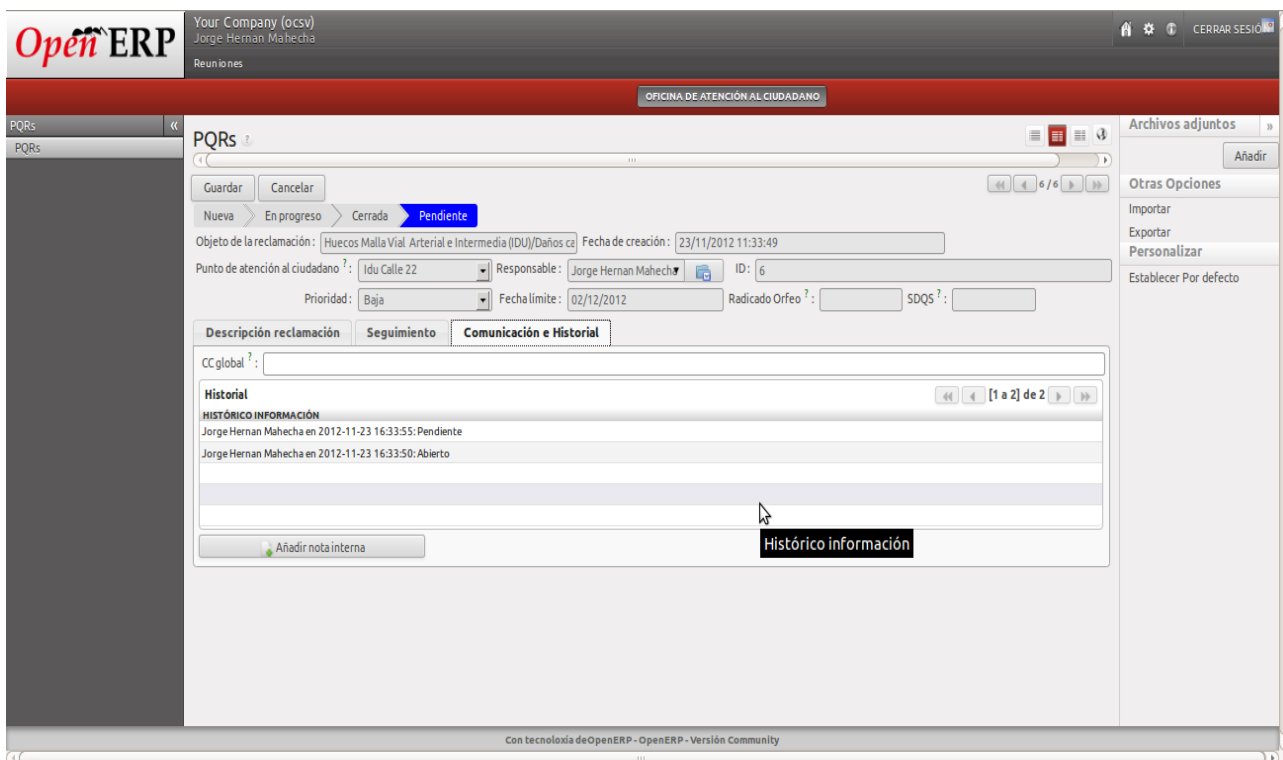 Open ERP
Your Company (ocsv)
Jorge Hernan Mahecha
CERRAR SESIÓ
Reuniones
OFICINA DE ATENCIÓN AL CIUDADANO
PQRs
PQRs
PQRs ?
Guardar Cancelar
6 / 6
Nueva En progreso Cerrada Pendiente
Objeto de la reclamación : Huecos Malla Vial Arterial e Intermedia (IDU)/Daños ca Fecha de creación : 23/11/2012 11:33:49
Punto de atención al ciudadano ? : Idu Calle 22 Responsable : Jorge Hernan Mahecha ID : 6
Prioridad : Baja Fecha límite : 02/12/2012 Radicado Orfeo ? : SDQS ? :
Descripción reclamación Seguimiento Comunicación e Historial
CC global ? :
Historial [1 a 2] de 2
HISTÓRICO INFORMACIÓN
Jorge Hernan Mahecha en 2012-11-23 16:33:55: Pendiente
Jorge Hernan Mahecha en 2012-11-23 16:33:50: Abierto
Añadir nota interna
Histórico información
Archivos adjuntos
Añadir
Otras Opciones
Importar
Exportar
Personalizar
Establecer Por defecto
Con tecnoloxia deOpenERP - OpenERP - Versión Community